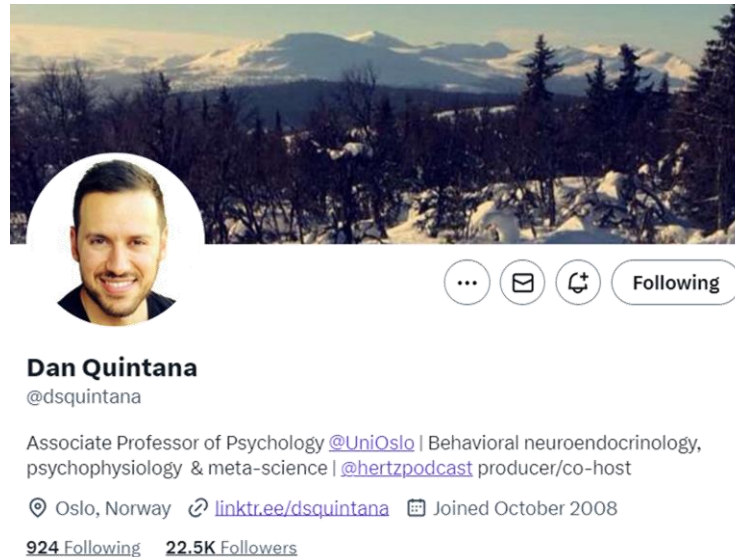 Following
Dan Quintana
@dsquintana
Associate Professor of Psychology @UniOslo | Behavioral neuroendocrinology,
psychophysiology & meta-science | @hertzpodcast producer/co-host
Oslo, Norway linktr.ee/dsquintana Joined October 2008
924 Following 22.5K Followers